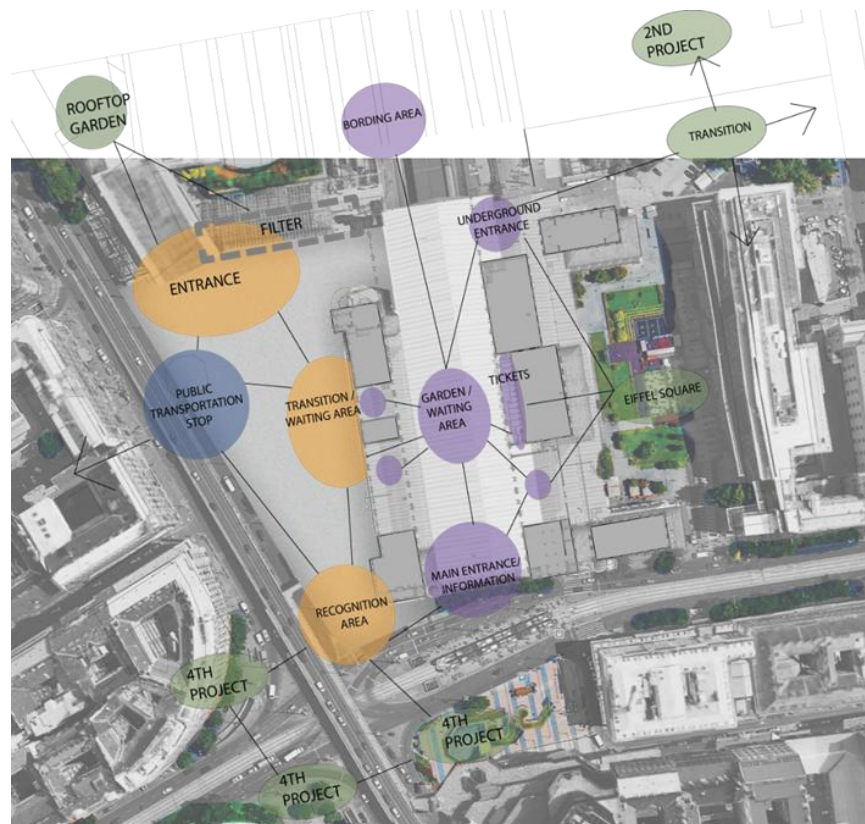 2ND
PROJECT
ROOFTOP
GARDEN
BORDING AREA
TRANSITION
UNDERGROUND
ENTRANCE
FILTER
ENTRANCE
PUBLIC
TRANSPORTATION
STOP
TRANSITION /
WAITING AREA
GARDEN /
WAITING
AREA
TICKETS
EIFFEL SQUARE
MAIN ENTRANCE/
INFORMATION
RECOGNITION
AREA
4TH
PROJECT
4TH
PROJECT
4TH
PROJECT